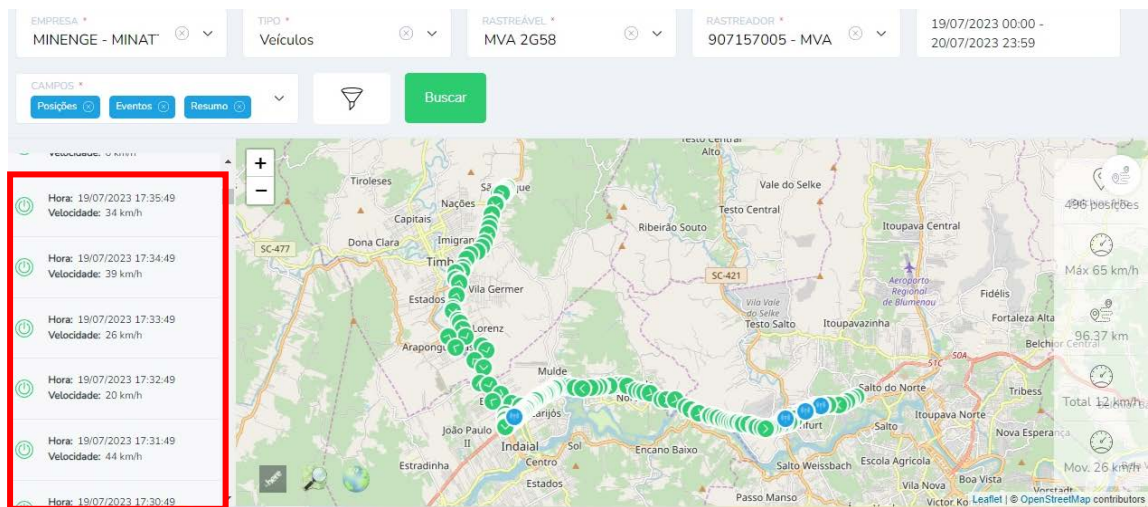 EMPRESA *
MINENGE - MINAT
TIPO *
Veículos
RASTREÁVEL *
MVA 2G58
RASTREADOR *
907157005 - MVA
19/07/2023 00:00 -
20/07/2023 23:59
CAMPOS *
Posições
Eventos
Resumo
Buscar
Hora: 19/07/2023 17:35:49
Velocidade: 34 km/h
Hora: 19/07/2023 17:34:49
Velocidade: 39 km/h
Hora: 19/07/2023 17:33:49
Velocidade: 26 km/h
Hora: 19/07/2023 17:32:49
Velocidade: 20 km/h
Hora: 19/07/2023 17:31:49
Velocidade: 44 km/h
Hora: 19/07/2023 17:30:49
+
−
Testo Central
Alto
Tiroleses
Vale do Selke
Nações
Capitais
Testo Central
Ribeirão Souto
Itoupava Central
Dona Clara
SC-477
SC-421
Aeroporto
Regional
de Blumenau
Vila Germer
Estados
Fidélis
Vila Vale
do Selke
Testo Salto
Itoupavazinha
Fortaleza Alta
Lorenz
Mulde
Salto do Norte
Tribess
Itoupava Norte
Nova Esperança
João Paulo
II
Indaial
Sol
Encano Baixo
Salto
Centro
Estradinha
Estados
Salto Weissbach
Escola Agrícola
Vila Nova
Boa Vista
Passo Manso
Victor Ko
496 posições
Máx 65 km/h
96.37 km
Total 12 km/h
Mov. 26 km/h
here
Leaflet | © OpenStreetMap contributors